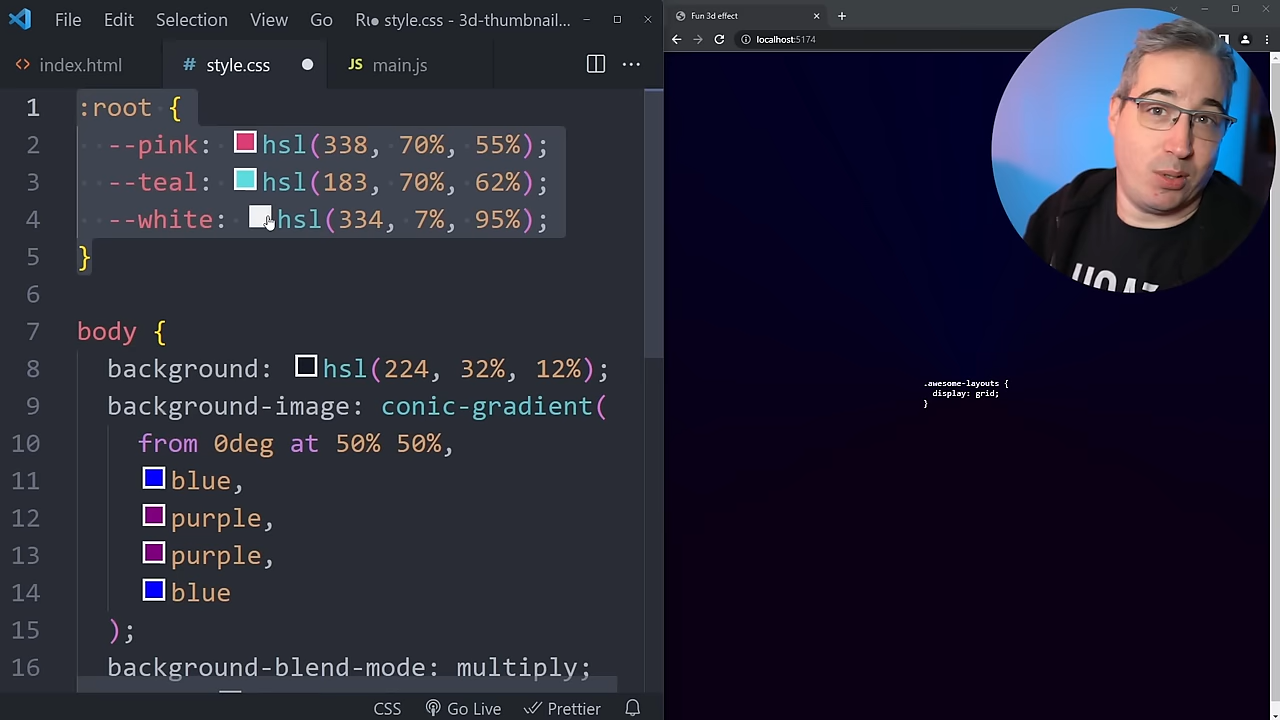 File Edit Selection View Go Ru style.css - 3d-thumbnail...
index.html
# style.css
JS main.js
1 :root {
2 --pink: hsl(338, 70%, 55%);
3 --teal: hsl(183, 70%, 62%);
4 --white: hsl(334, 7%, 95%);
5 }
6
7 body {
8 background: hsl(224, 32%, 12%);
9 background-image: conic-gradient(
10 from 0deg at 50% 50%,
11 blue,
12 purple,
13 purple,
14 blue
15 );
16 background-blend-mode: multiply;
CSS Go Live Prettier
Fun 3d effect
localhost:5174
.awesome-layouts {
display: grid;
}